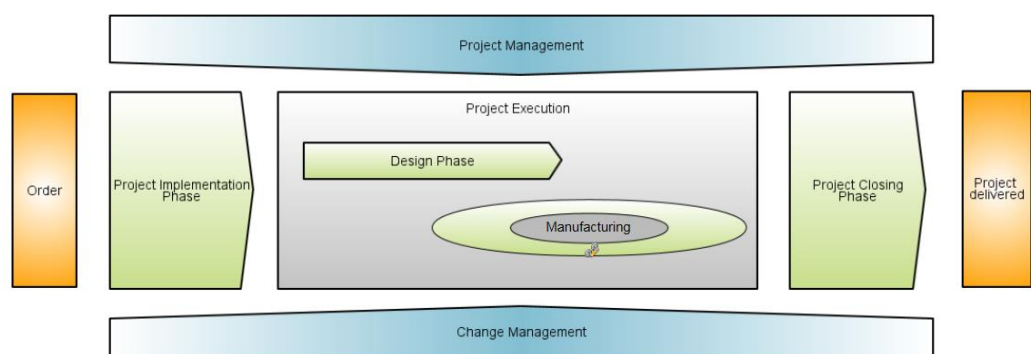 Project Management
Order
Project Implementation
Phase
Project Execution
Design Phase
Manufacturing
Project Closing
Phase
Project
delivered
Change Management